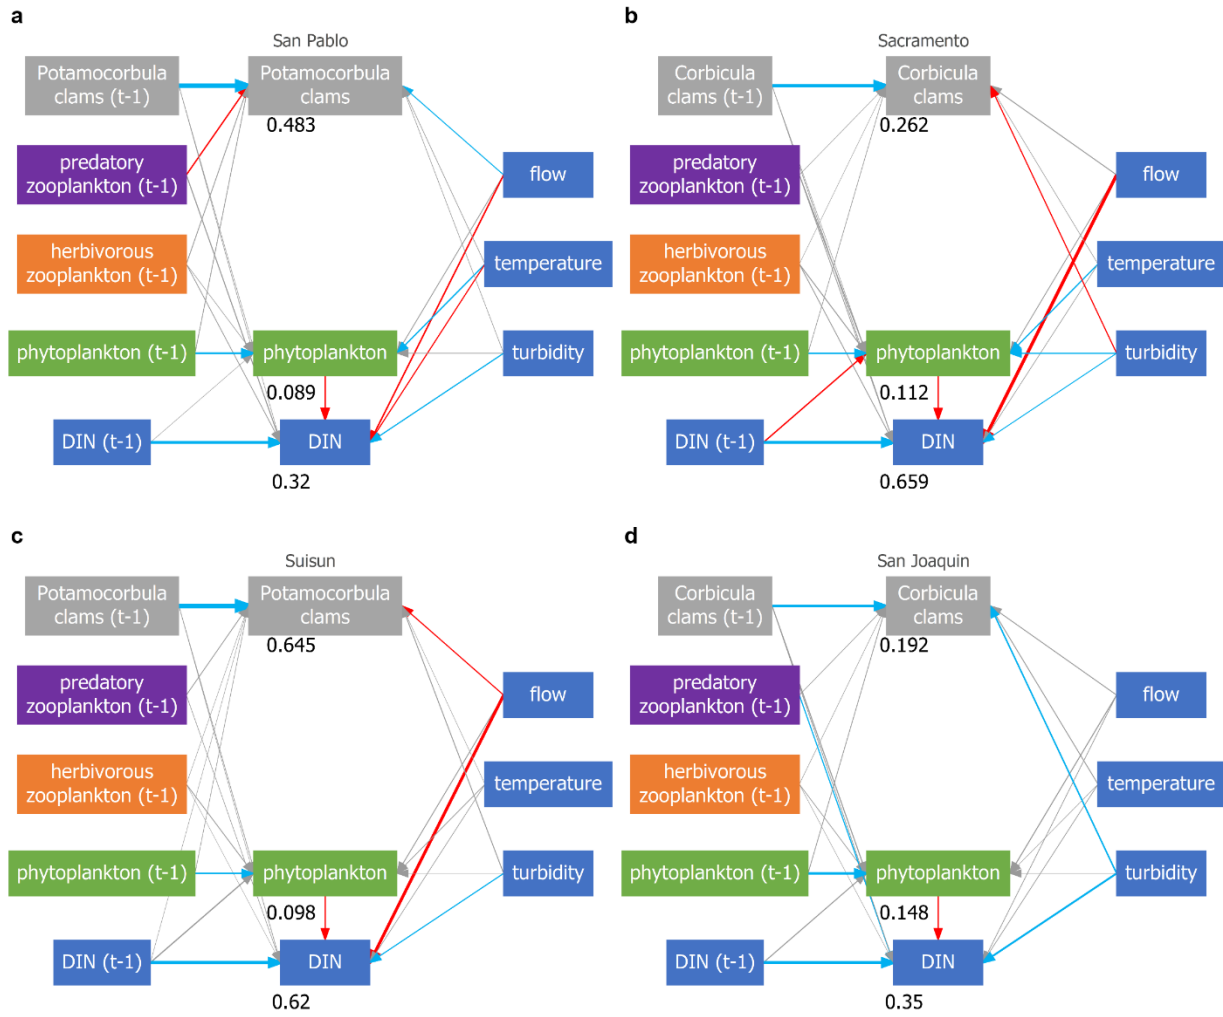 a
San Pablo
Potamocorbula
clams (t-1)
Potamocorbula
clams
0.483
predatory
zooplankton (t-1)
flow
herbivorous
zooplankton (t-1)
temperature
phytoplankton (t-1)
phytoplankton
turbidity
0.089
DIN (t-1)
DIN
0.32
b
Sacramento
Corbicula
clams (t-1)
Corbicula
clams
0.262
predatory
zooplankton (t-1)
flow
herbivorous
zooplankton (t-1)
temperature
phytoplankton (t-1)
phytoplankton
turbidity
0.112
DIN (t-1)
DIN
0.659
c
Suisun
Potamocorbula
clams (t-1)
Potamocorbula
clams
0.645
predatory
zooplankton (t-1)
flow
herbivorous
zooplankton (t-1)
temperature
phytoplankton (t-1)
phytoplankton
turbidity
0.098
DIN (t-1)
DIN
0.62
d
San Joaquin
Corbicula
clams (t-1)
Corbicula
clams
0.192
predatory
zooplankton (t-1)
flow
herbivorous
zooplankton (t-1)
temperature
phytoplankton (t-1)
phytoplankton
turbidity
0.148
DIN (t-1)
DIN
0.35